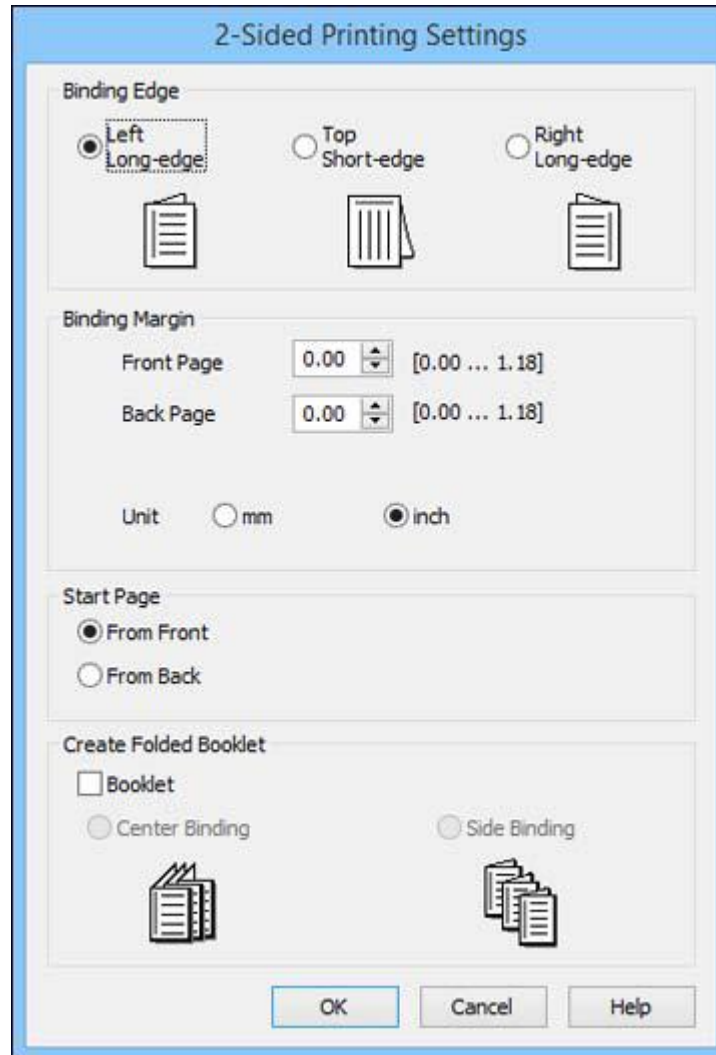 2-Sided Printing Settings
Binding Edge
Left
Long-edge
Top
Short-edge
Right
Long-edge
Binding Margin
Front Page 0.00 [0.00 ... 1.18]
Back Page 0.00 [0.00 ... 1.18]
Unit mm inch
Start Page
From Front
From Back
Create Folded Booklet
Booklet
Center Binding Side Binding
OK Cancel Help